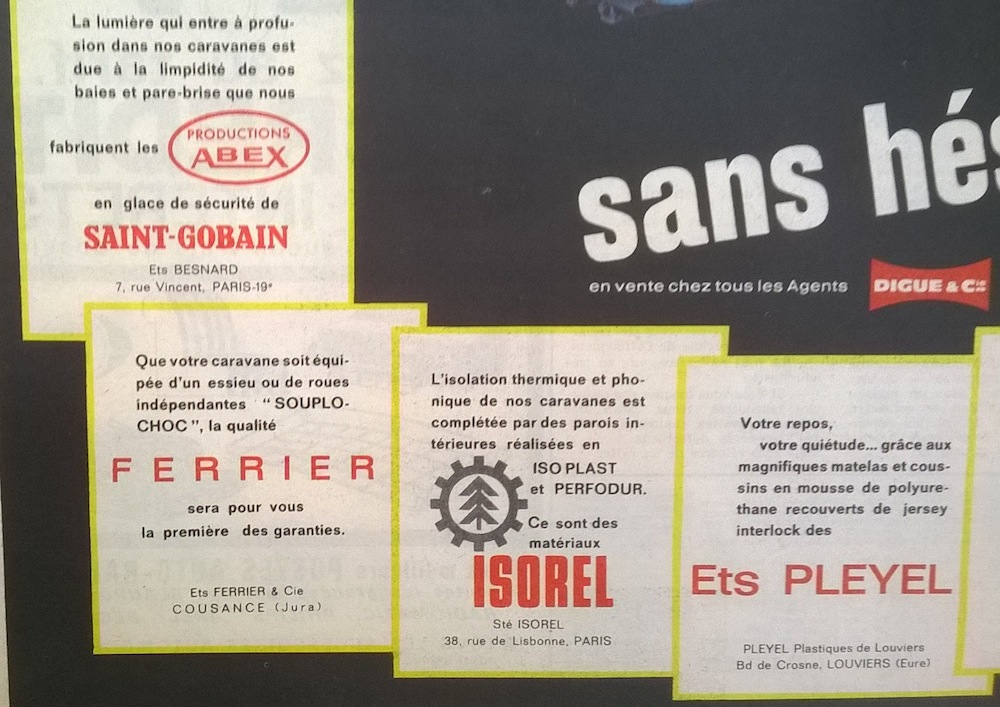 La lumière qui entre à profu-
sion dans nos caravanes est
due à la limpidité de nos
baies et pare-brise que nous
fabriquent les
PRODUCTIONS
ABEX
en glace de sécurité de
SAINT-GOBAIN
Ets BESNARD
7, rue Vincent, PARIS-19e
sans hés
en vente chez tous les Agents
DIGUE & Cie
Que votre caravane soit équi-
pée d'un essieu ou de roues
indépendantes “ SOUPLO-
CHOC ”, la qualité
FERRIER
sera pour vous
la première des garanties.
Ets FERRIER & Cie
COUSANCE (Jura)
L'isolation thermique et pho-
nique de nos caravanes est
complétée par des parois in-
térieures réalisées en
ISO PLAST
et PERFODUR.
Ce sont des
matériaux
ISOREL
Sté ISOREL
38, rue de Lisbonne, PARIS
Votre repos,
votre quiétude... grâce aux
magnifiques matelas et cous-
sins en mousse de polyure-
thane recouverts de jersey
interlock des
Ets PLEYEL
PLEYEL Plastiques de Louviers
Bd de Crosne, LOUVIERS (Eure)